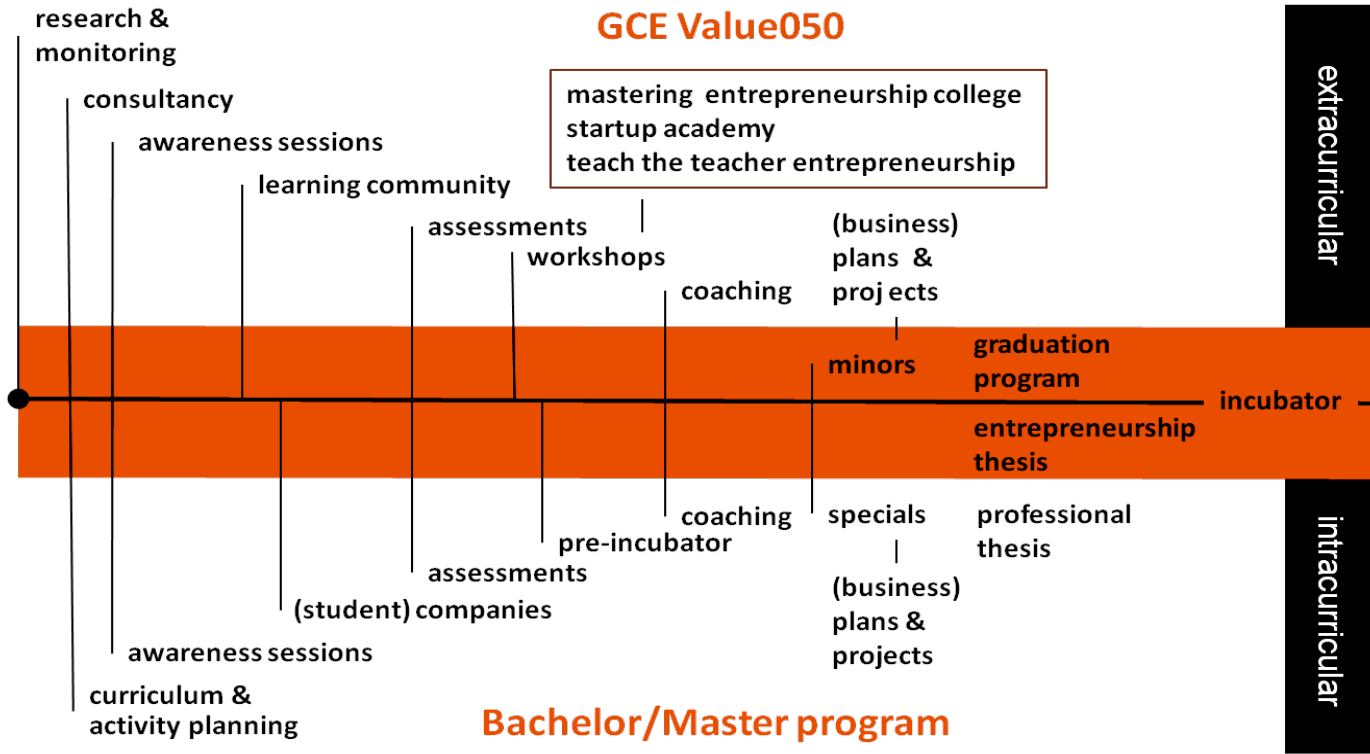 research &
monitoring
GCE Value050
consultancy
mastering entrepreneurship college
startup academy
teach the teacher entrepreneurship
awareness sessions
learning community
assessments
workshops
(business)
plans &
projects
coaching
extracurricular
minors
graduation
program
incubator
entrepreneurship
thesis
coaching
specials
professional
thesis
pre-incubator
assessments
(business)
plans &
projects
(student) companies
awareness sessions
curriculum &
activity planning
Bachelor/Master program
intracurricular